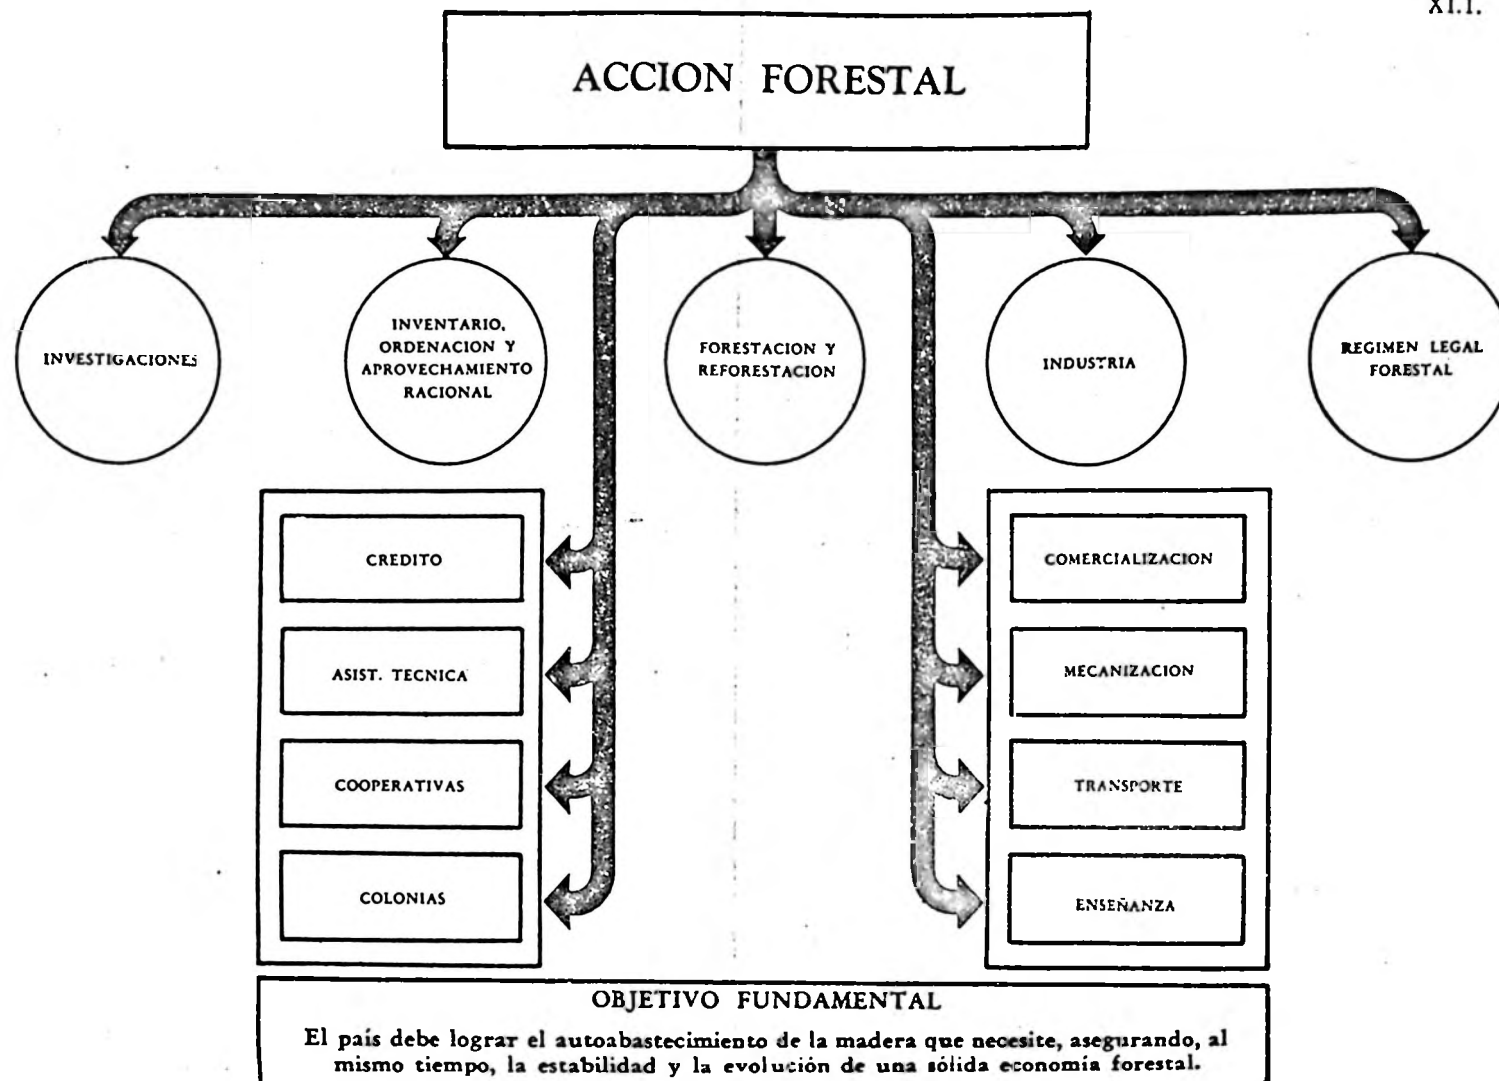 XI.1.
ACCION FORESTAL
INVESTIGACIONES
INVENTARIO,
ORDENACION Y
APROVECHAMIENTO
RACIONAL
FORESTACION Y
REFORESTACION
INDUSTRIA
REGIMEN LEGAL
FORESTAL
CREDITO
ASIST. TECNICA
COOPERATIVAS
COLONIAS
COMERCIALIZACION
MECANIZACION
TRANSPORTE
ENSEÑANZA
OBJETIVO FUNDAMENTAL
El país debe lograr el autoabastecimiento de la madera que necesite, asegurando, al
mismo tiempo, la estabilidad y la evolución de una sólida economía forestal.